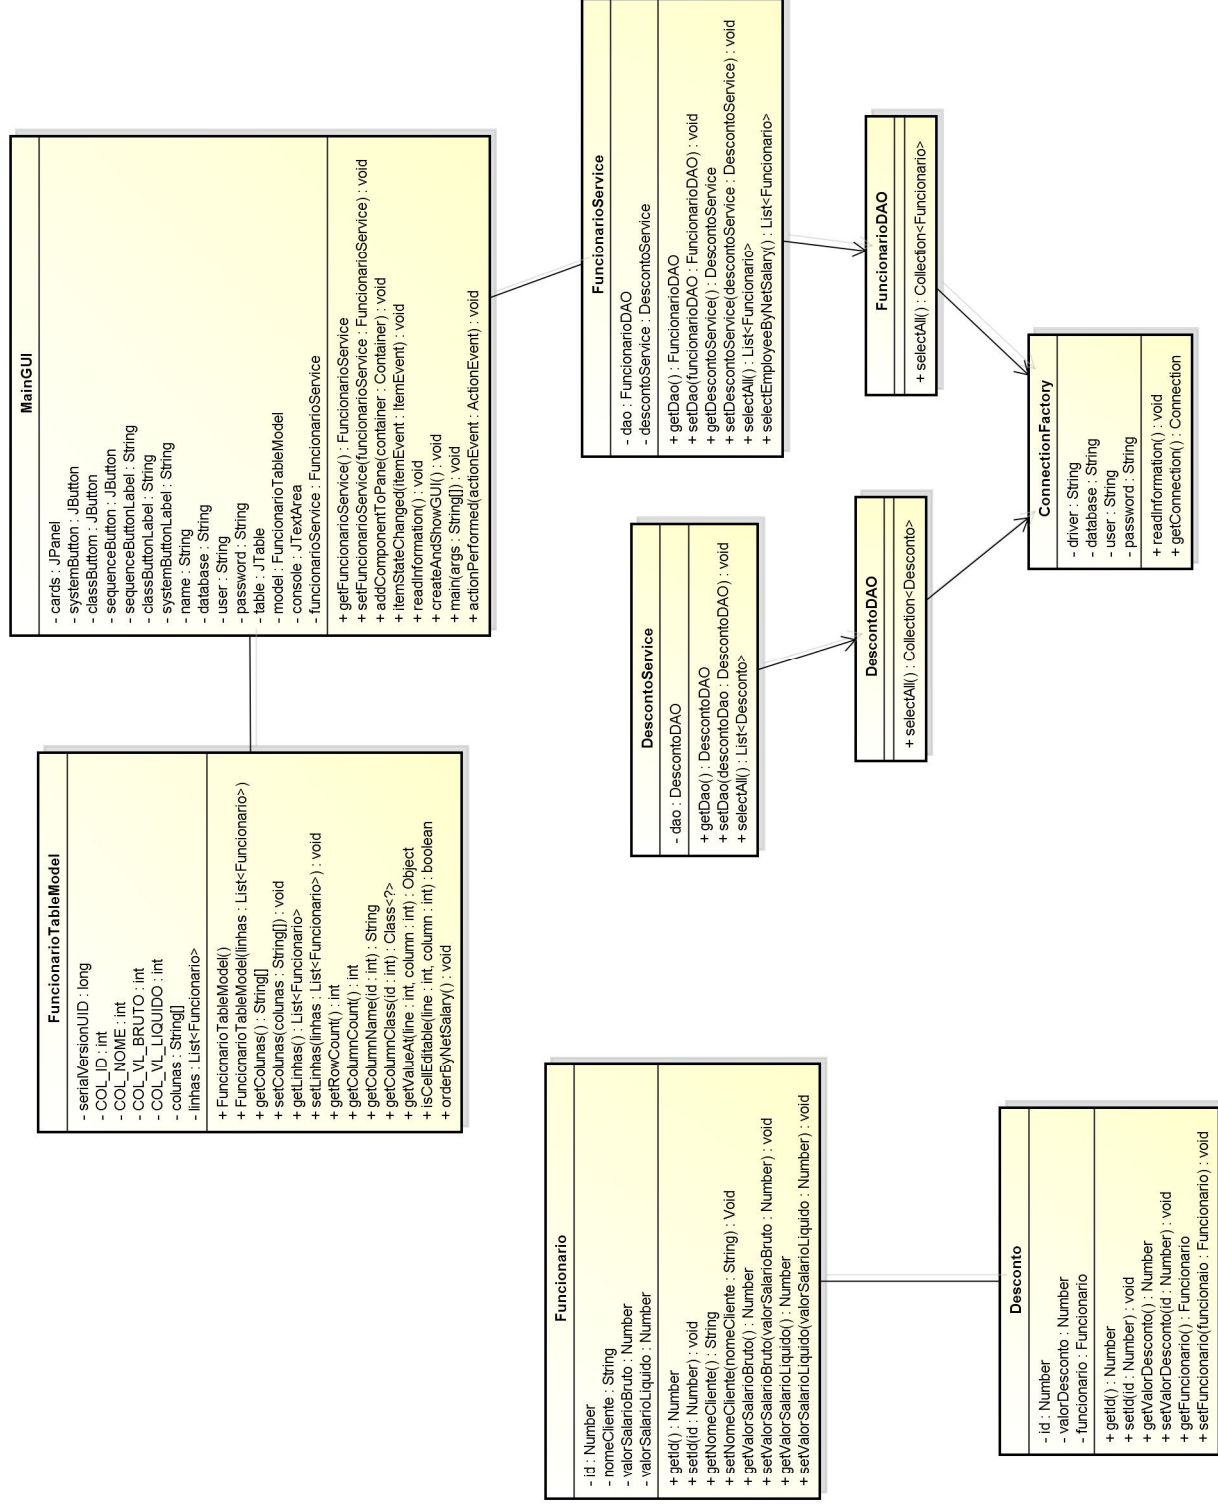 MainGUI
- cards : JPanel
- systemButton : JButton
- classButtom : JButton
- sequenceButton : JButton
- sequenceButtonLabel : String
- classButtonLabel : String
- systemButtonLabel : String
- name : String
- database : String
- user : String
- password : String
- table : JTable
- model : FuncionarioTableModel
- console : JTextArea
- funcionarioService : FuncionarioService
+ getFuncionarioService() : FuncionarioService
+ setFuncionarioService(funcionarioService : FuncionarioService) : void
+ addComponentToPane(container : Container) : void
+ itemStateChanged(itemEvent : ItemEvent) : void
+ readInformation() : void
+ createAndShowGUI() : void
+ main(args : String[]) : void
+ actionPerformed(actionEvent : ActionEvent) : void
FuncionarioTableModel
- serialVersionUID : long
- COL_ID : int
- COL_NOME : int
- COL_VL_BRUTO : int
- COL_VL_LIQUIDO : int
- colunas : String[]
- linhas : List<Funcionario>
+ FuncionarioTableModel()
+ FuncionarioTableModel(linhas : List<Funcionario>)
+ getColunas() : String[]
+ setColunas(colunas : String[]) : void
+ getLinhas() : List<Funcionario>
+ setLinhas(linhas : List<Funcionario>) : void
+ getRowCount() : int
+ getColumnCount() : int
+ getColumnName(id : int) : String
+ getColumnClass(id : int) : Class<?>
+ getValueAt(line : int, column : int) : Object
+ isCellEditable(line : int, column : int) : boolean
+ orderByNetSalary() : void
FuncionarioService
- dao : FuncionarioDAO
- descontoService : DescontoService
+ getDao() : FuncionarioDAO
+ setDao(funcionarioDAO : FuncionarioDAO) : void
+ getDescontoService() : DescontoService
+ setDescontoService(descontoService : DescontoService) : void
+ selectAll() : List<Funcionario>
+ selectEmployeeByNetSalary() : List<Funcionario>
DescontoService
- dao : DescontoDAO
+ getDao() : DescontoDAO
+ setDao(descontoDao : DescontoDAO) : void
+ selectAll() : List<Desconto>
Funcionario
- id : Number
- nomeCliente : String
- valorSalarioBruto : Number
- valorSalarioLiquido : Number
+ getId() : Number
+ setId(id : Number) : void
+ getNomeCliente() : String
+ setNomeCliente(nomeCliente : String) : Void
+ getValorSalarioBruto() : Number
+ setValorSalarioBruto(valorSalarioBruto : Number) : void
+ getValorSalarioLiquido() : Number
+ setValorSalarioLiquido(valorSalarioLiquido : Number) : void
FuncionarioDAO
+ selectAll() : Collection<Funcionario>
DescontoDAO
+ selectAll() : Collection<Desconto>
ConnectionFactory
- driver : String
- database : String
- user : String
- password : String
+ readInformation() : void
+ getConnection() : Connection
Desconto
- id : Number
- valorDesconto : Number
- funcionario : Funcionario
+ getId() : Number
+ setId(id : Number) : void
+ getValorDesconto() : Number
+ setValorDesconto(id : Number) : void
+ getFuncionario() : Funcionario
+ setFuncionario(funcionaio : Funcionario) : void